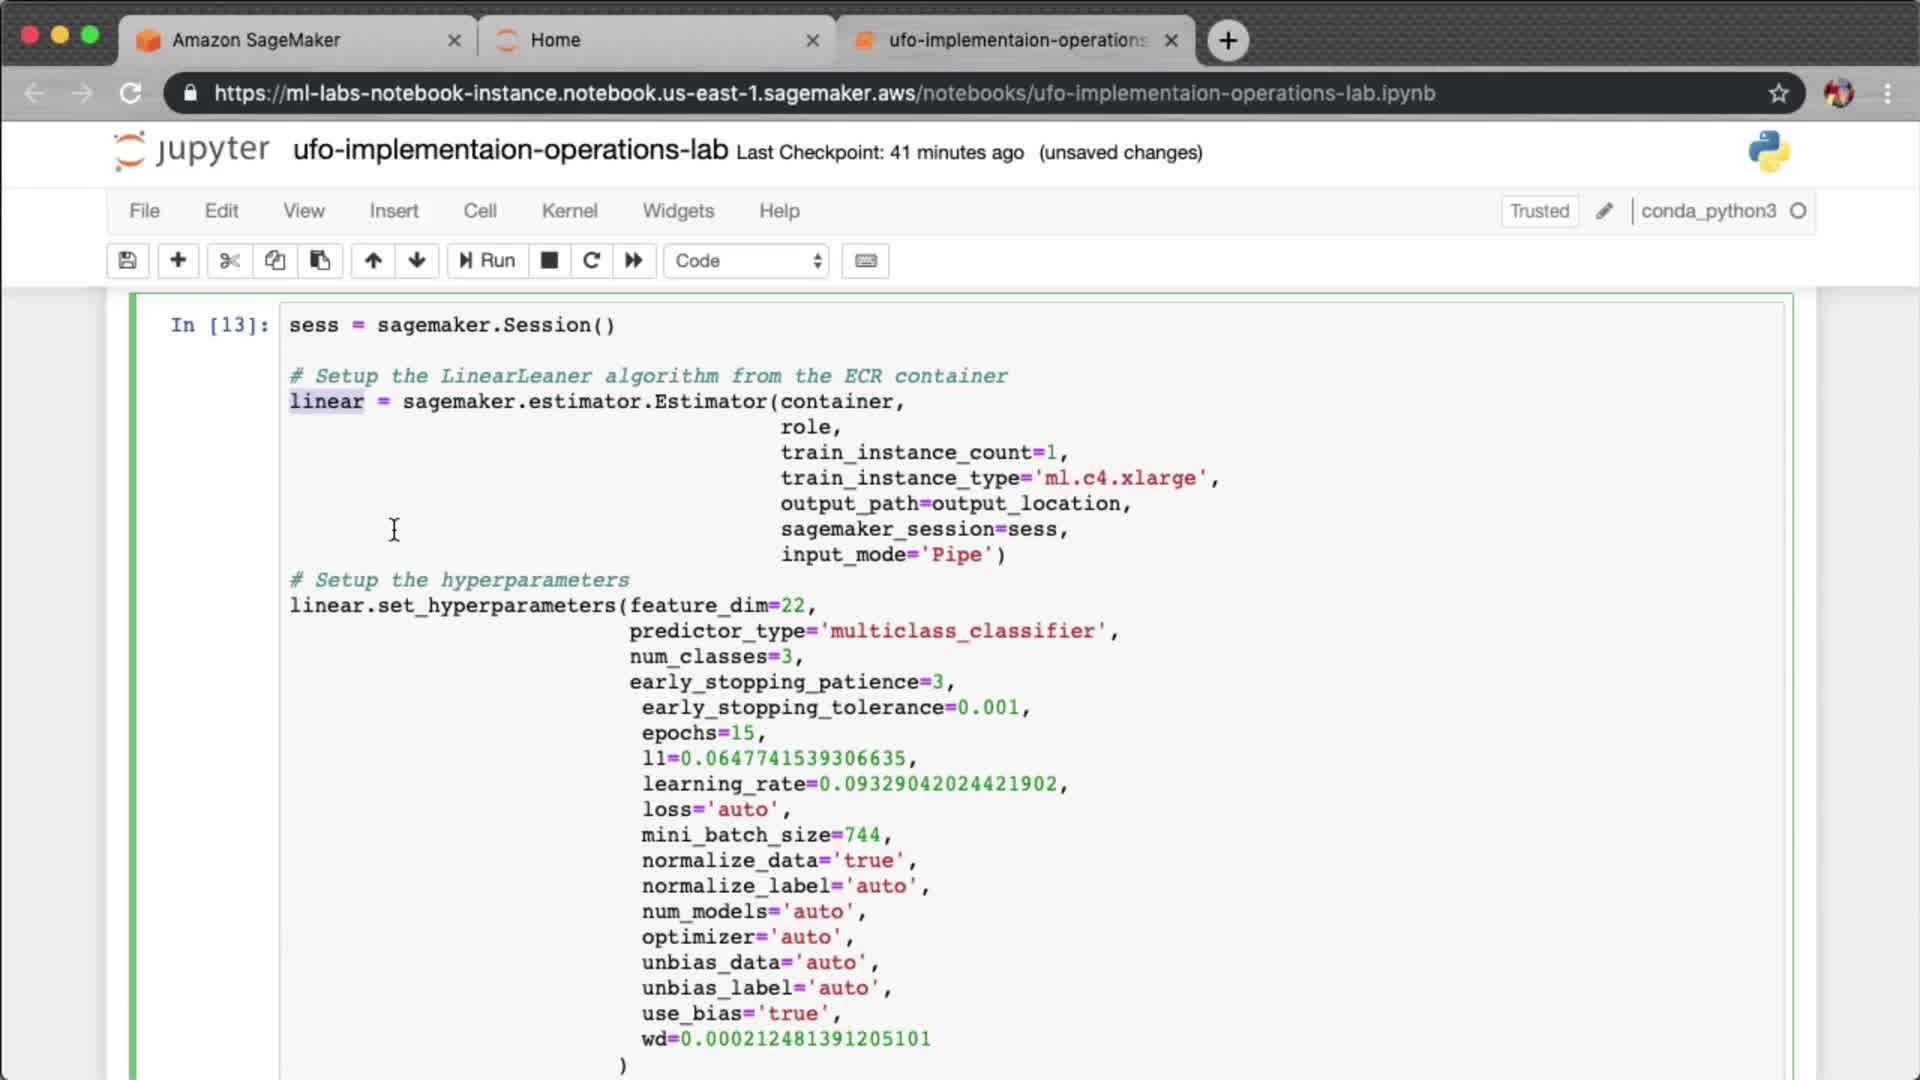 Amazon SageMaker
Home
ufo-implementaion-operations
https://ml-labs-notebook-instance.notebook.us-east-1.sagemaker.aws/notebooks/ufo-implementaion-operations-lab.ipynb
jupyter ufo-implementaion-operations-lab Last Checkpoint: 41 minutes ago (unsaved changes)
File Edit View Insert Cell Kernel Widgets Help Trusted conda_python3
Run Code
In [13]: sess = sagemaker.Session()
# Setup the LinearLeaner algorithm from the ECR container
linear = sagemaker.estimator.Estimator(container,
role,
train_instance_count=1,
train_instance_type='ml.c4.xlarge',
output_path=output_location,
sagemaker_session=sess,
input_mode='Pipe')
# Setup the hyperparameters
linear.set_hyperparameters(feature_dim=22,
predictor_type='multiclass_classifier',
num_classes=3,
early_stopping_patience=3,
early_stopping_tolerance=0.001,
epochs=15,
l1=0.0647741539306635,
learning_rate=0.09329042024421902,
loss='auto',
mini_batch_size=744,
normalize_data='true',
normalize_label='auto',
num_models='auto',
optimizer='auto',
unbias_data='auto',
unbias_label='auto',
use_bias='true',
wd=0.000212481391205101
)